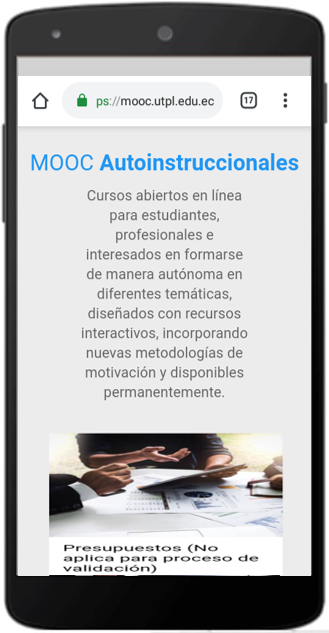 ps://mooc.utpl.edu.ec
17
MOOC Autoinstruccionales
Cursos abiertos en línea
para estudiantes,
profesionales e
interesados en formarse
de manera autónoma en
diferentes temáticas,
diseñados con recursos
interactivos, incorporando
nuevas metodologías de
motivación y disponibles
permanentemente.
Presupuestos (No
aplica para proceso de
validación)